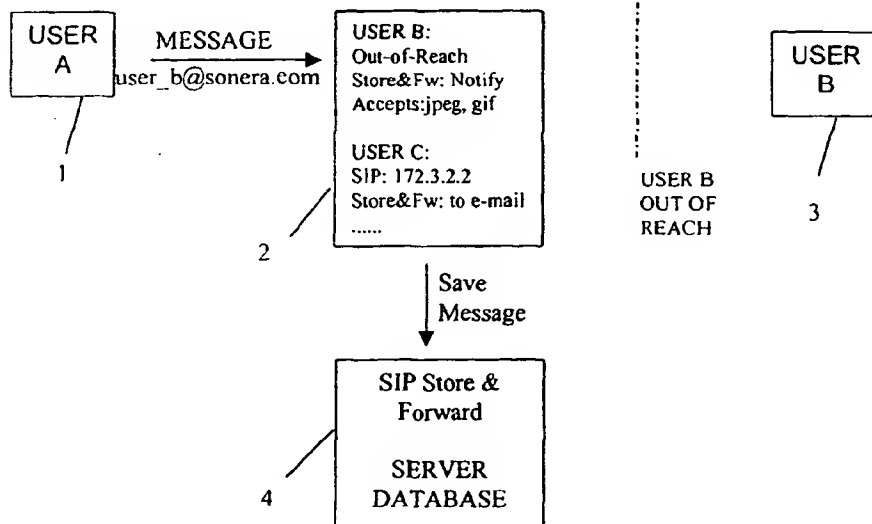 USER
A
MESSAGE
user_b@sonera.com
1
USER B:
Out-of-Reach
Store&Fw: Notify
Accepts:jpeg, gif
USER C:
SIP: 172.3.2.2
Store&Fw: to e-mail
......
2
USER B
OUT OF
REACH
USER
B
3
Save
Message
SIP Store &
Forward
SERVER
DATABASE
4